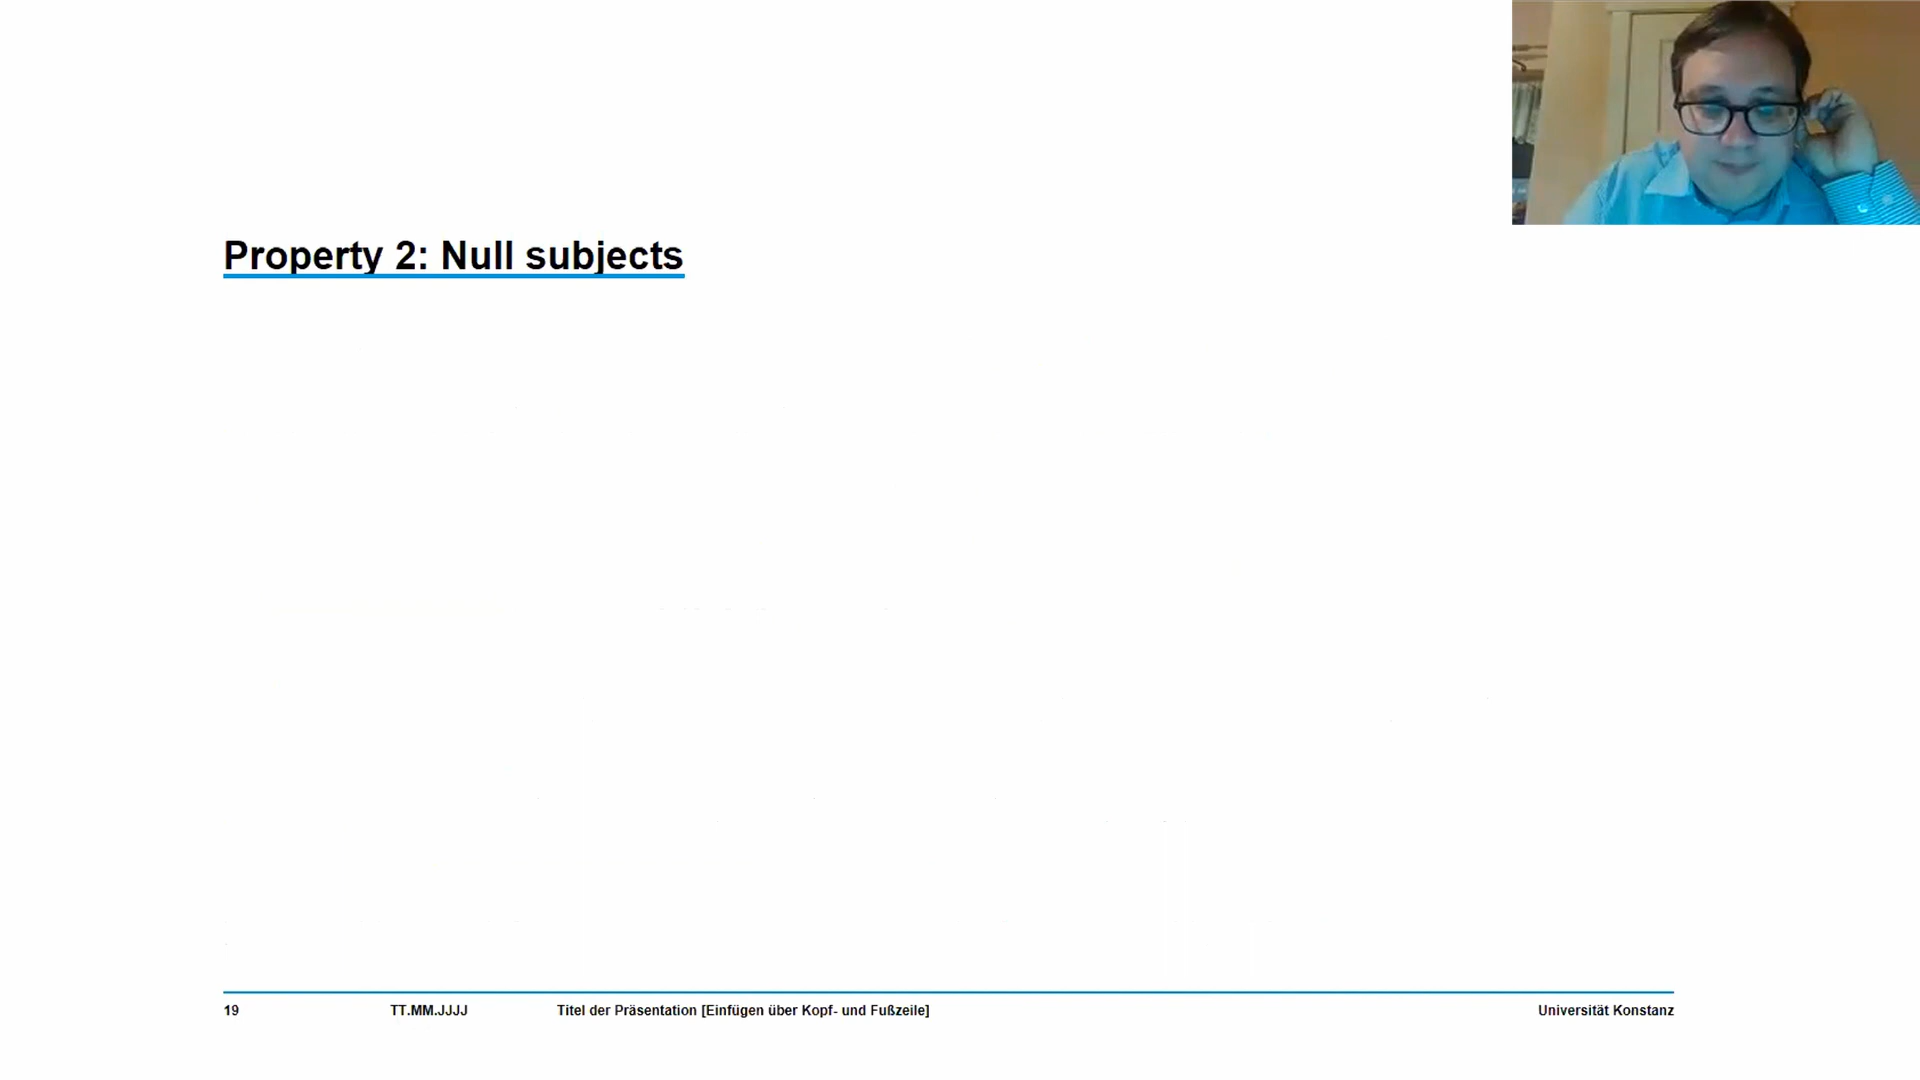 Property 2: Null subjects
19 TT.MM.JJJJ Titel der Präsentation [Einfügen über Kopf- und Fußzeile] Universität Konstanz